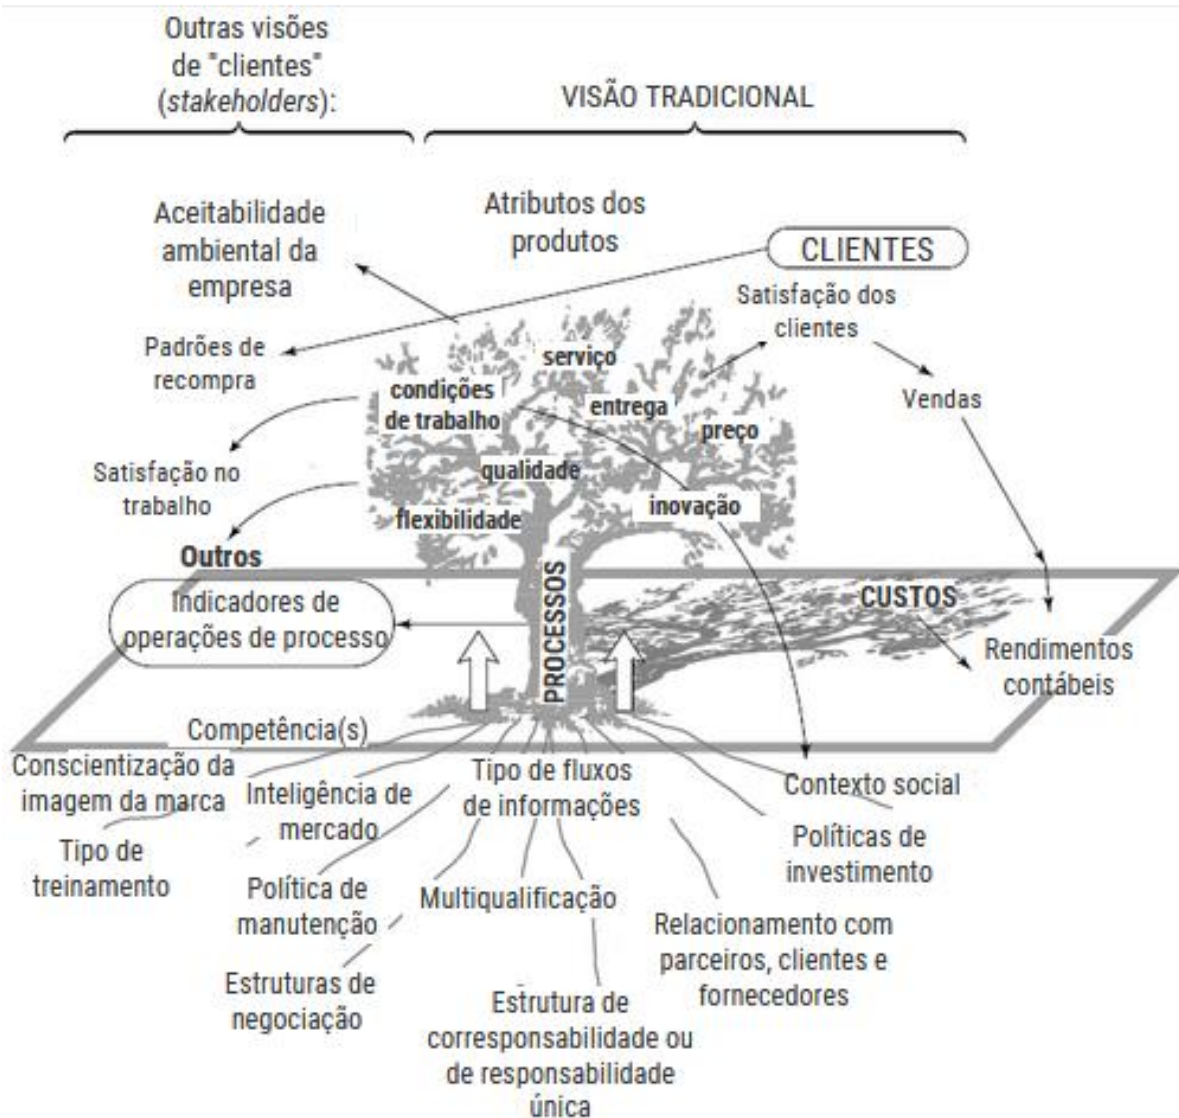 Outras visões
de "clientes"
(stakeholders):
VISÃO TRADICIONAL
Aceitabilidade
ambiental da
empresa
Atributos dos
produtos
CLIENTES
Satisfação dos
clientes
Padrões de
recompra
serviço
condições
de trabalho
entrega
preço
Vendas
Satisfação no
trabalho
qualidade
inovação
flexibilidade
Outros
Indicadores de
operações de processo
PROCESSOS
CUSTOS
Rendimentos
contábeis
Competência(s)
Conscientização da
imagem da marca
Inteligência de
mercado
Tipo de fluxos
de informações
Contexto social
Tipo de
treinamento
Políticas de
investimento
Política de
manutenção
Multiqualificação
Relacionamento com
parceiros, clientes e
fornecedores
Estruturas de
negociação
Estrutura de
corresponsabilidade ou
de responsabilidade
única